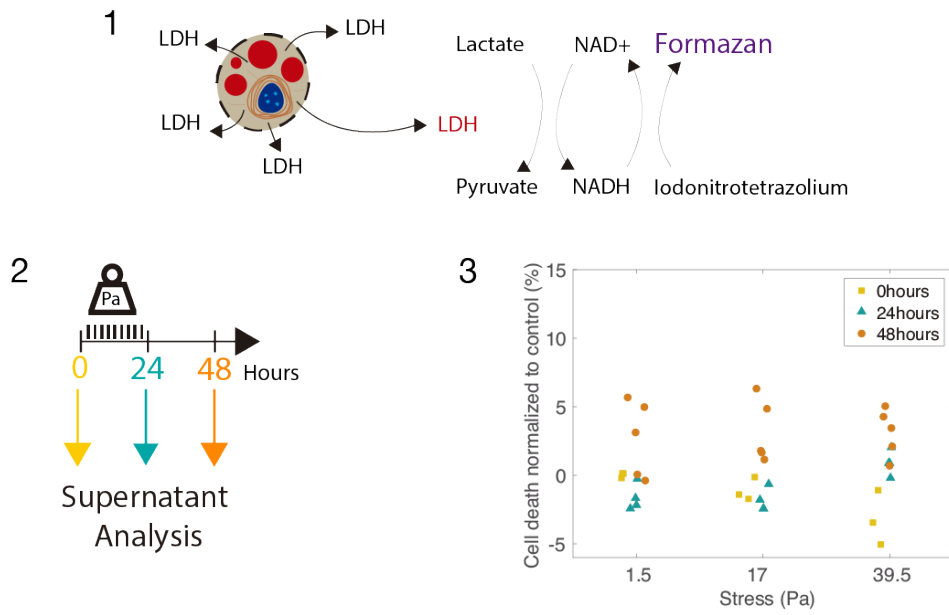 1
LDH
LDH
LDH
LDH
LDH
Lactate
NAD+
Formazan
Pyruvate
NADH
Iodonitrotetrazolium
2
Pa
0
24
48
Hours
Supernatant
Analysis
3
Cell death normalized to control (%)
15
10
5
0
-5
0hours
24hours
48hours
1.5
17
39.5
Stress (Pa)